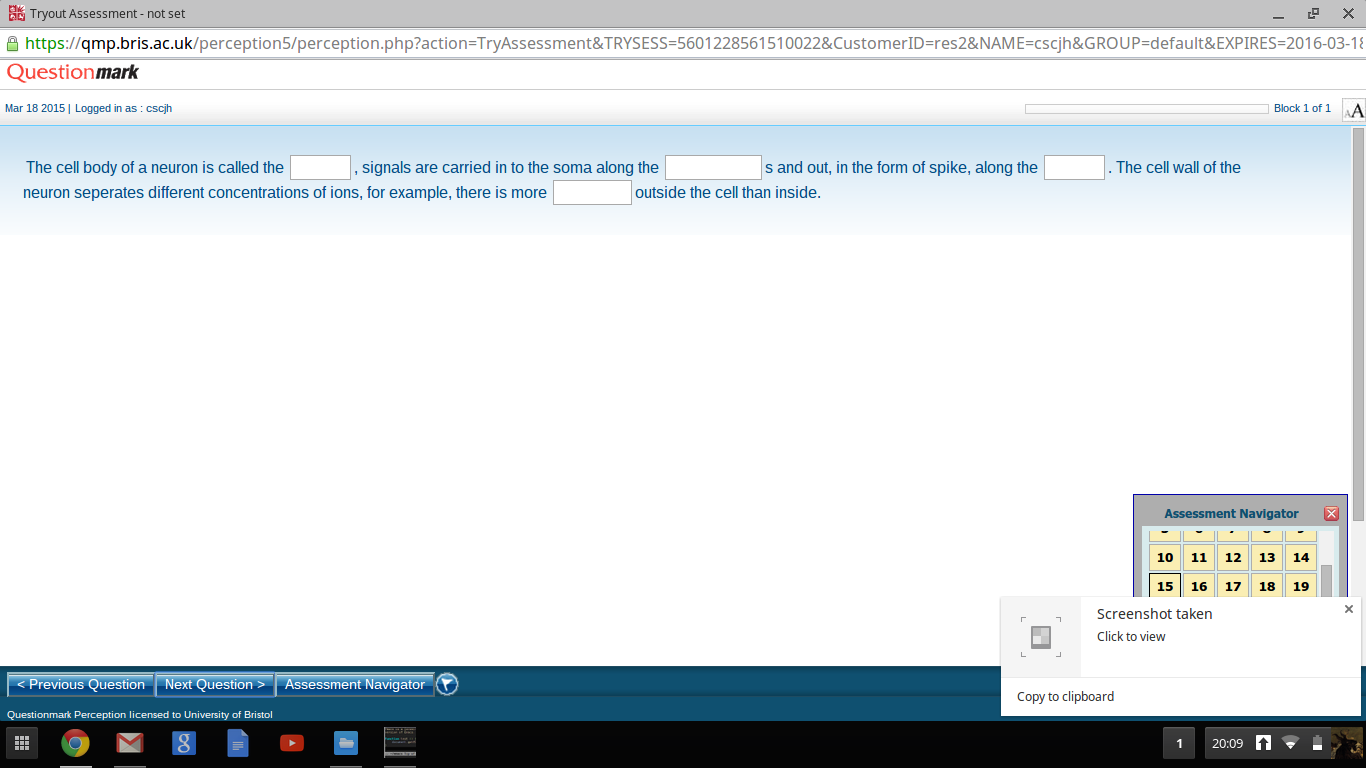 Tryout Assessment - not set
https://qmp.bris.ac.uk/perception5/perception.php?action=TryAssessment&TRYSESS=5601228561510022&CustomerID=res2&NAME=cscjh&GROUP=default&EXPIRES=2016-03-18
Questionmark
Mar 18 2015 | Logged in as : cscjh
Block 1 of 1
AA
The cell body of a neuron is called the , signals are carried in to the soma along the s and out, in the form of spike, along the . The cell wall of the
neuron seperates different concentrations of ions, for example, there is more outside the cell than inside.
Assessment Navigator
10 11 12 13 14
15 16 17 18 19
Screenshot taken
Click to view
Copy to clipboard
< Previous Question Next Question > Assessment Navigator
Questionmark Perception licensed to University of Bristol
8
1 20:09